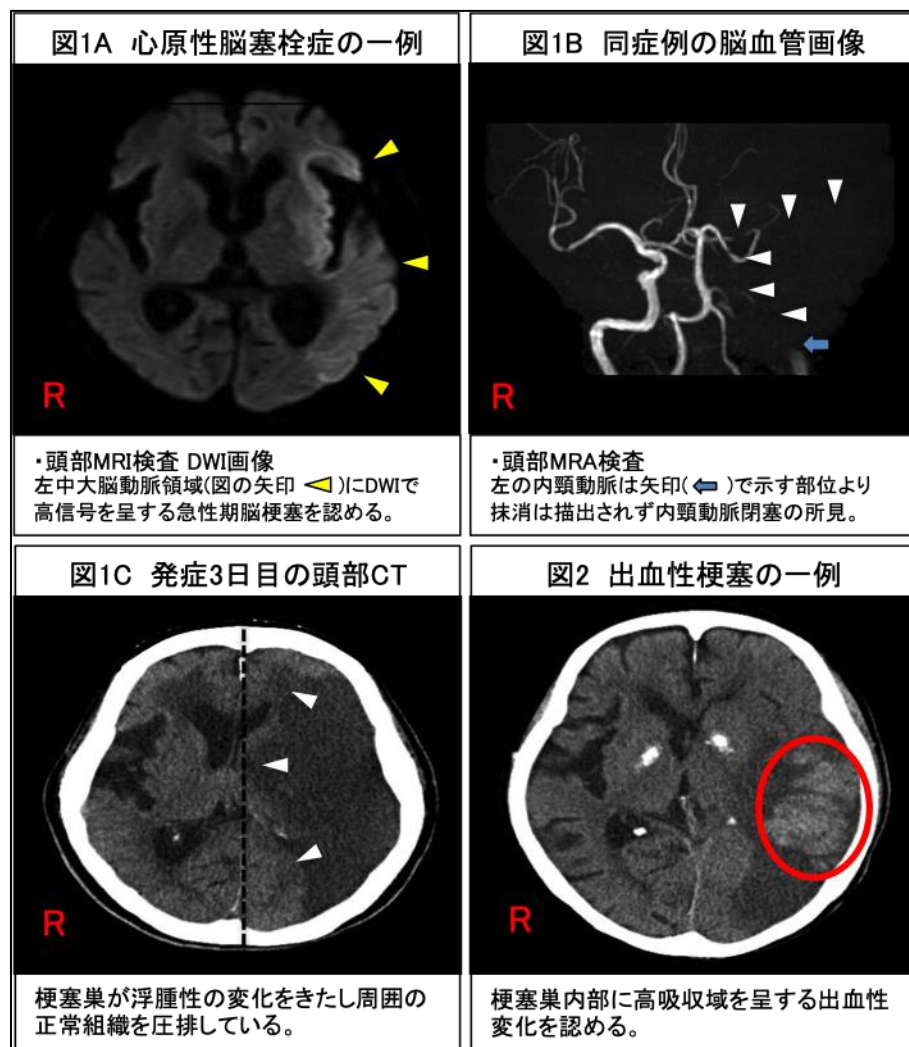 図1A 心原性脳塞栓症の一例
R
・頭部MRI検査 DWI画像
左中大脳動脈領域(図の矢印 )にDWIで
高信号を呈する急性期脳梗塞を認める。
図1B 同症例の脳血管画像
R
・頭部MRA検査
左の内頸動脈は矢印( )で示す部位より
抹消は描出されず内頸動脈閉塞の所見。
図1C 発症3日目の頭部CT
R
梗塞巣が浮腫性の変化をきたし周囲の
正常組織を圧排している。
図2 出血性梗塞の一例
R
梗塞巣内部に高吸収域を呈する出血性
変化を認める。